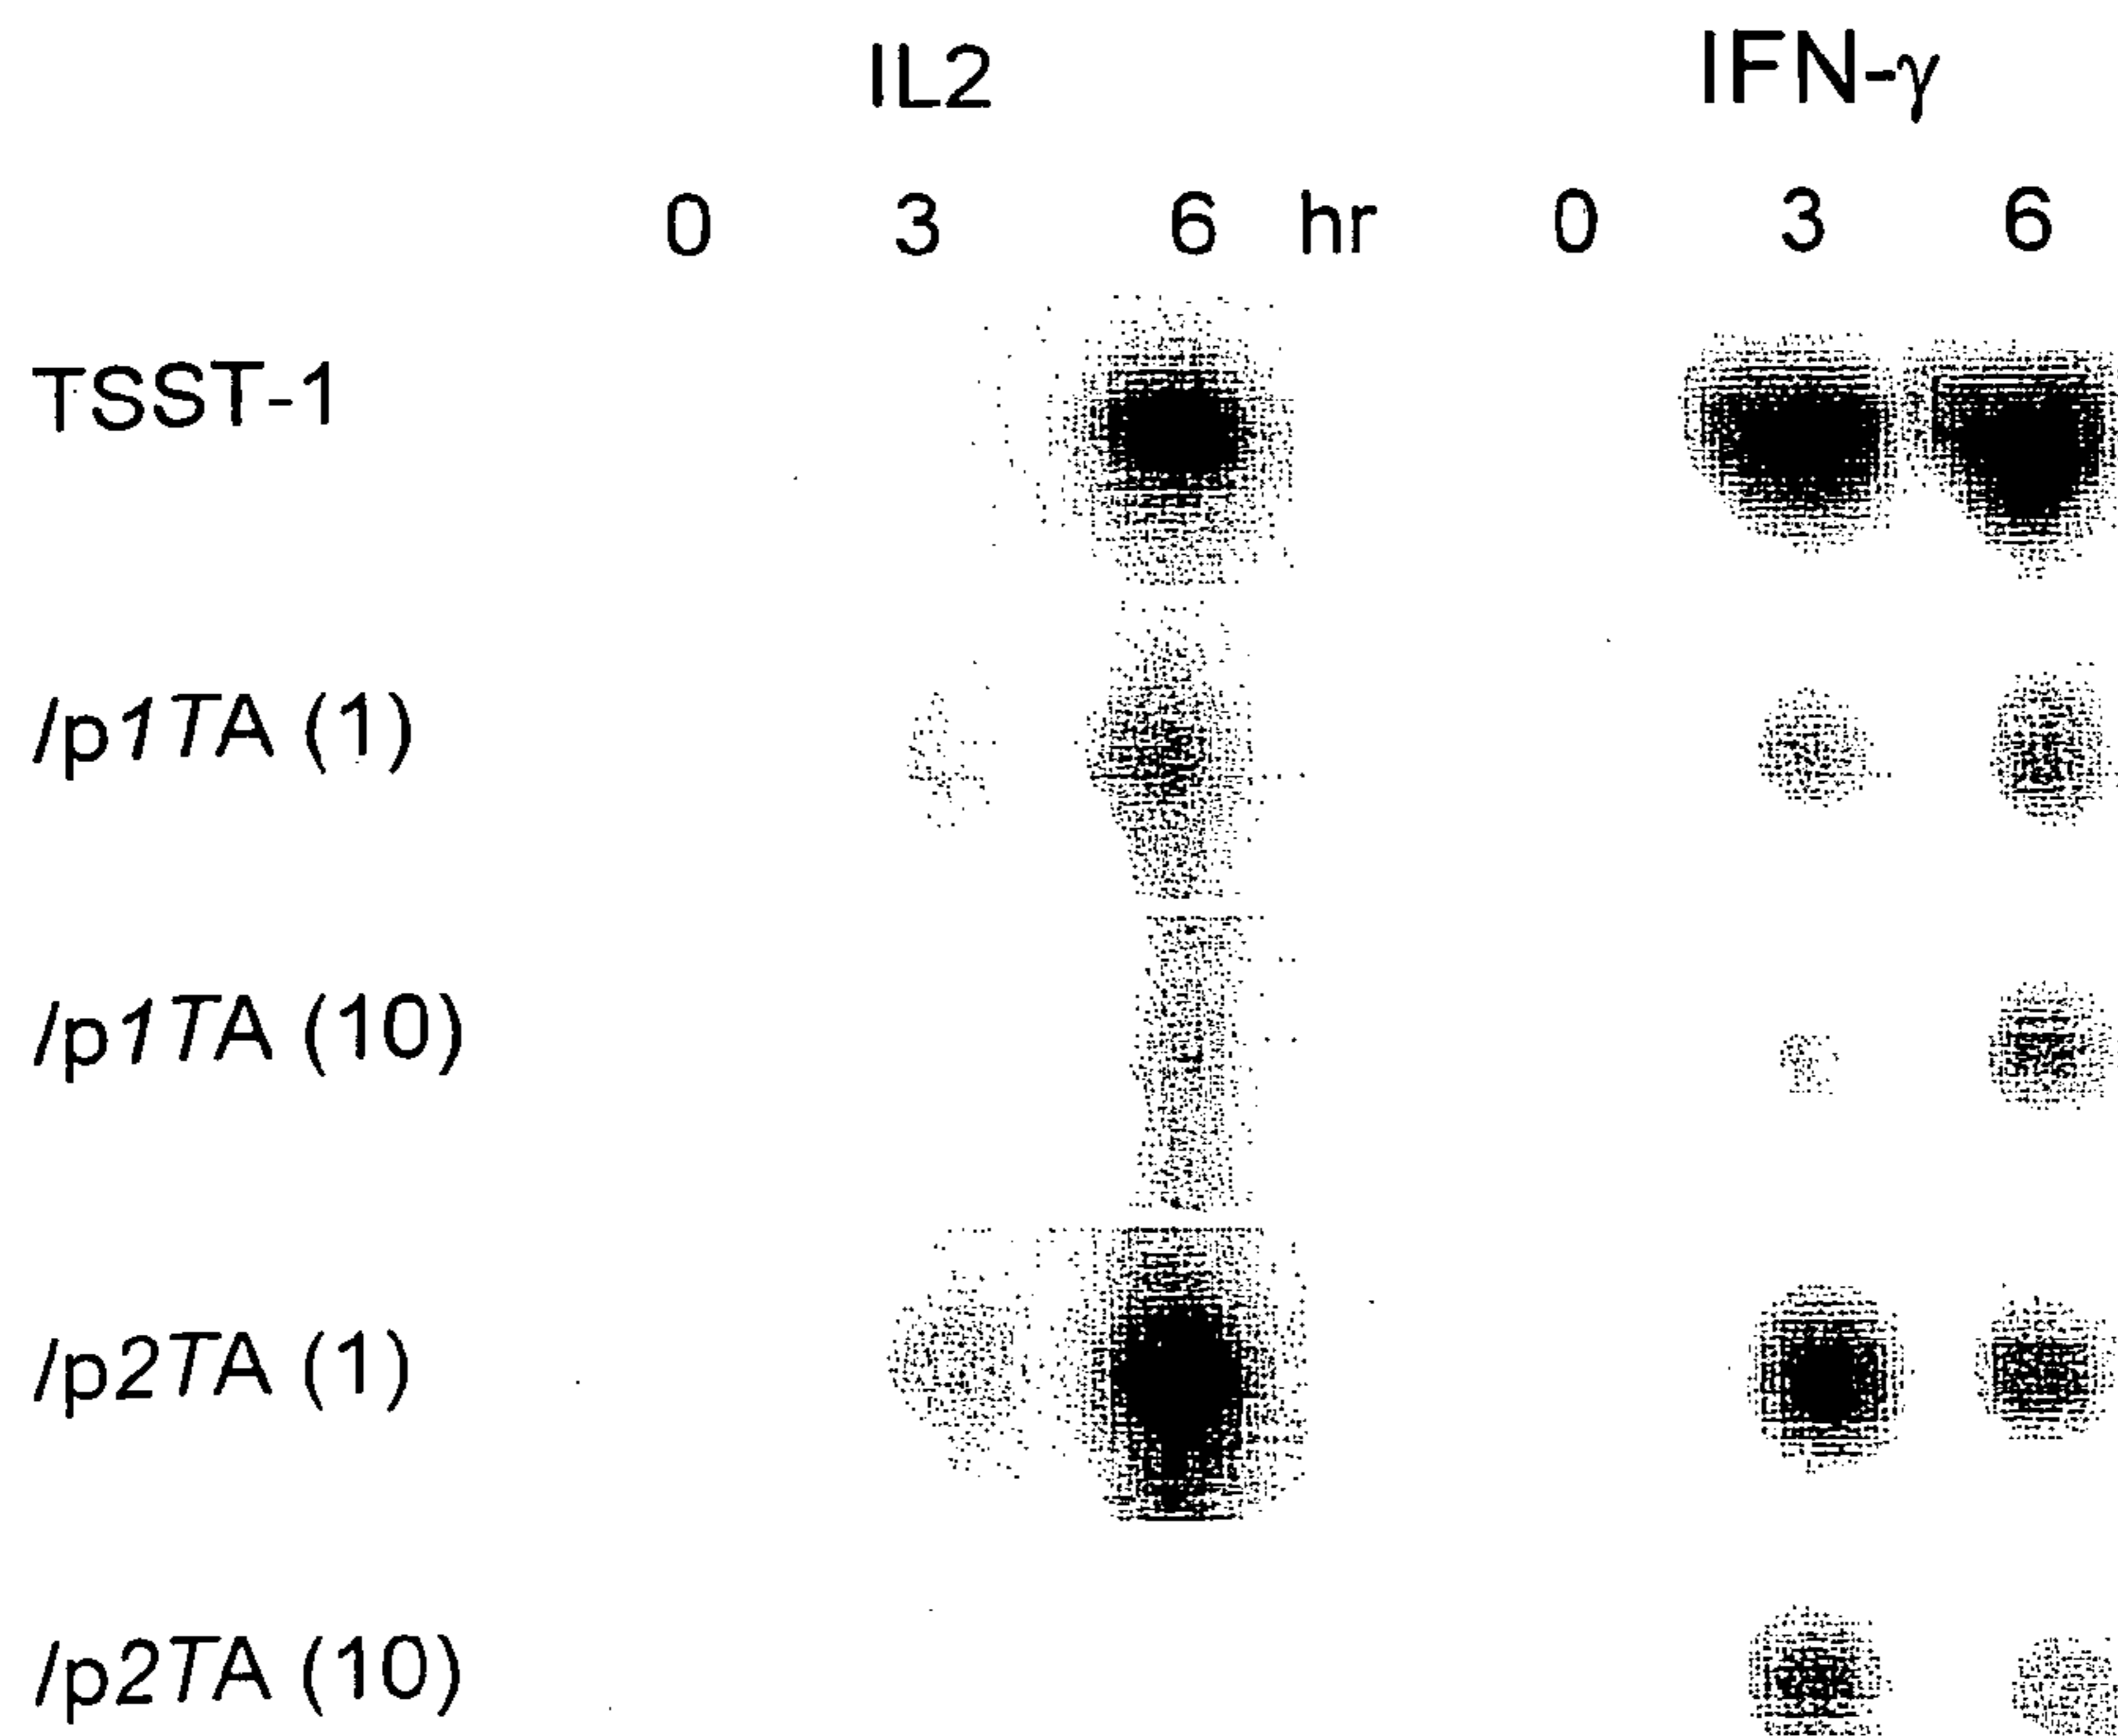 IL2 IFN-γ
0 3 6 hr 0 3 6
TSST-1
/p1TA (1)
/p1TA (10)
/p2TA (1)
/p2TA (10)